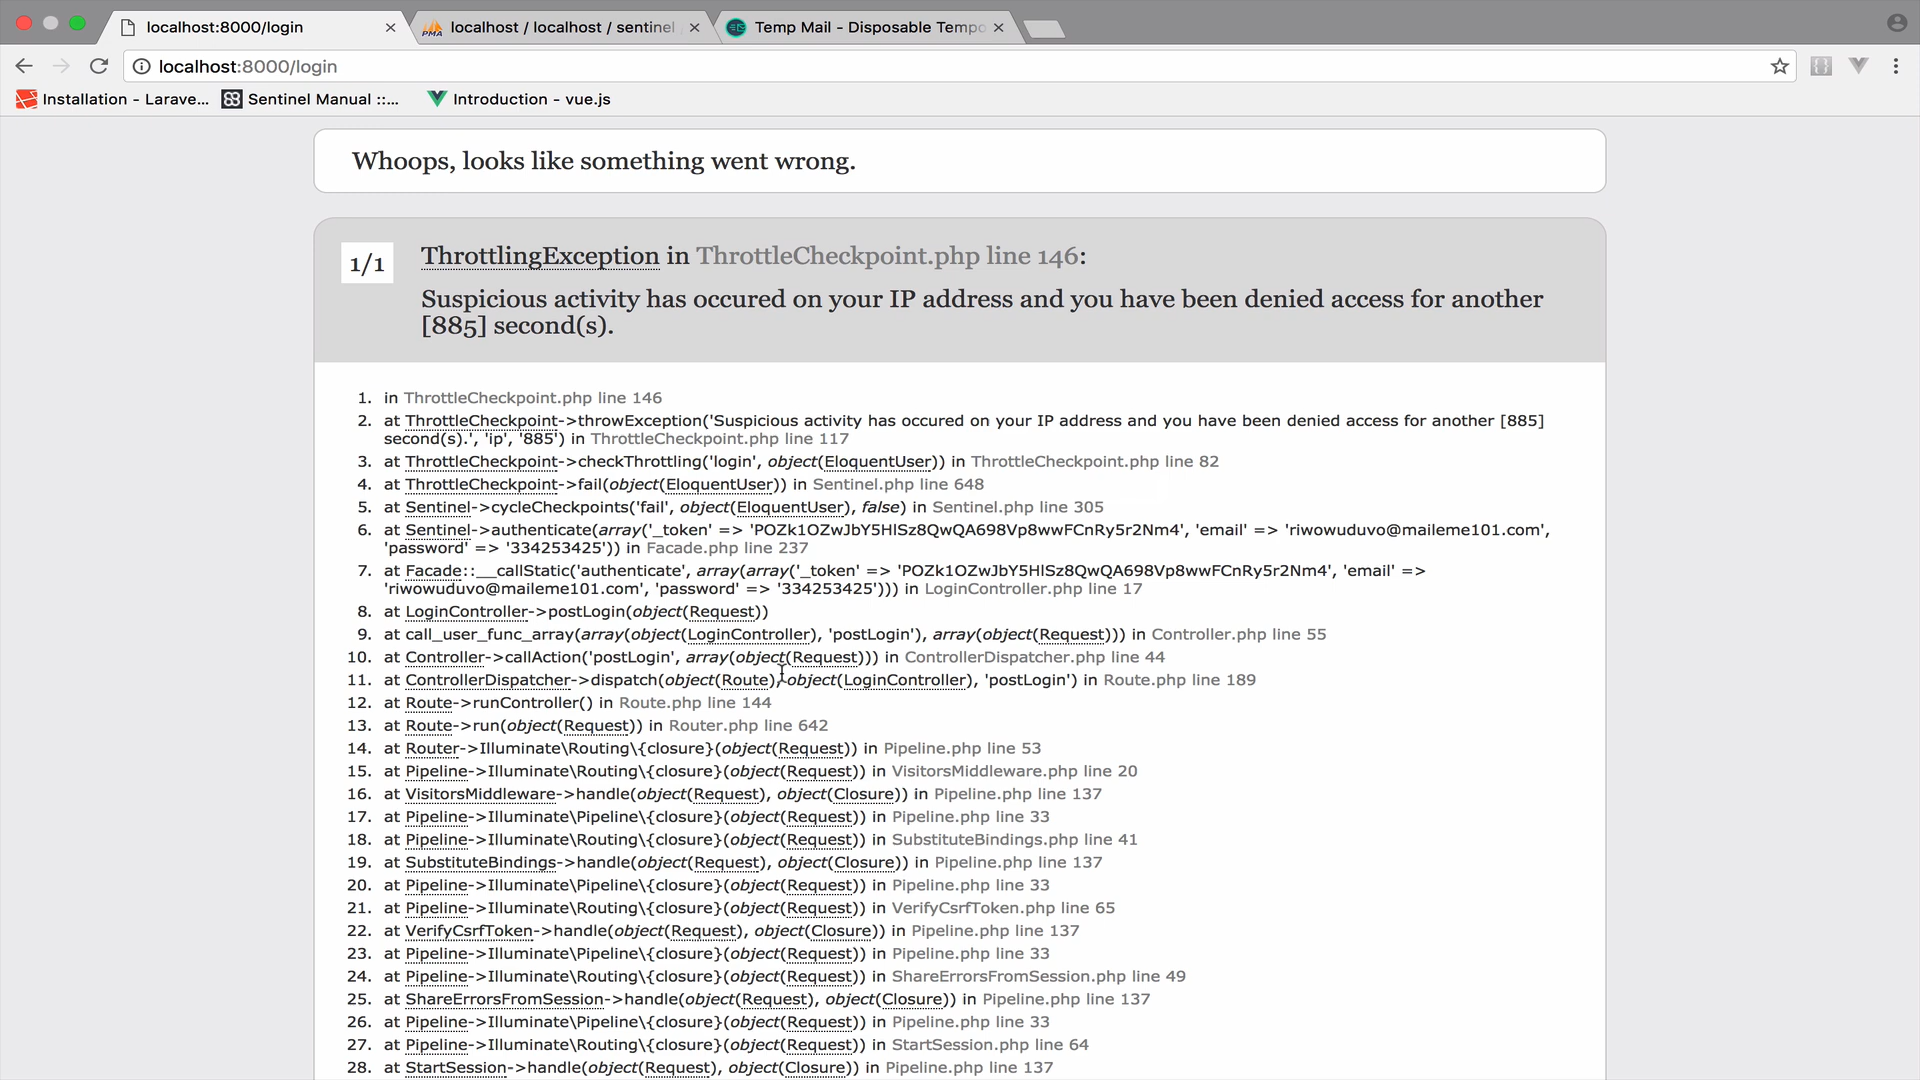 localhost:8000/login
localhost / localhost / sentinel
Temp Mail - Disposable Tempo
localhost:8000/login
Installation - Larave...
Sentinel Manual ::...
Introduction - vue.js
Whoops, looks like something went wrong.
1/1
ThrottlingException in ThrottleCheckpoint.php line 146:
Suspicious activity has occured on your IP address and you have been denied access for another
[885] second(s).
1. in ThrottleCheckpoint.php line 146
2. at ThrottleCheckpoint->throwException('Suspicious activity has occured on your IP address and you have been denied access for another [885]
second(s).', 'ip', '885') in ThrottleCheckpoint.php line 117
3. at ThrottleCheckpoint->checkThrottling('login', object(EloquentUser)) in ThrottleCheckpoint.php line 82
4. at ThrottleCheckpoint->fail(object(EloquentUser)) in Sentinel.php line 648
5. at Sentinel->cycleCheckpoints('fail', object(EloquentUser), false) in Sentinel.php line 305
6. at Sentinel->authenticate(array('_token' => 'POZk1OZwJbY5HlSz8QwQA698Vp8wwFCnRy5r2Nm4', 'email' => 'riwowuduvo@maileme101.com',
'password' => '334253425')) in Facade.php line 237
7. at Facade::__callStatic('authenticate', array(array('_token' => 'POZk1OZwJbY5HlSz8QwQA698Vp8wwFCnRy5r2Nm4', 'email' =>
'riwowuduvo@maileme101.com', 'password' => '334253425'))) in LoginController.php line 17
8. at LoginController->postLogin(object(Request))
9. at call_user_func_array(array(object(LoginController), 'postLogin'), array(object(Request))) in Controller.php line 55
10. at Controller->callAction('postLogin', array(object(Request))) in ControllerDispatcher.php line 44
11. at ControllerDispatcher->dispatch(object(Route), object(LoginController), 'postLogin') in Route.php line 189
12. at Route->runController() in Route.php line 144
13. at Route->run(object(Request)) in Router.php line 642
14. at Router->Illuminate\Routing\{closure}(object(Request)) in Pipeline.php line 53
15. at Pipeline->Illuminate\Routing\{closure}(object(Request)) in VisitorsMiddleware.php line 20
16. at VisitorsMiddleware->handle(object(Request), object(Closure)) in Pipeline.php line 137
17. at Pipeline->Illuminate\Pipeline\{closure}(object(Request)) in Pipeline.php line 33
18. at Pipeline->Illuminate\Routing\{closure}(object(Request)) in SubstituteBindings.php line 41
19. at SubstituteBindings->handle(object(Request), object(Closure)) in Pipeline.php line 137
20. at Pipeline->Illuminate\Pipeline\{closure}(object(Request)) in Pipeline.php line 33
21. at Pipeline->Illuminate\Routing\{closure}(object(Request)) in VerifyCsrfToken.php line 65
22. at VerifyCsrfToken->handle(object(Request), object(Closure)) in Pipeline.php line 137
23. at Pipeline->Illuminate\Pipeline\{closure}(object(Request)) in Pipeline.php line 33
24. at Pipeline->Illuminate\Routing\{closure}(object(Request)) in ShareErrorsFromSession.php line 49
25. at ShareErrorsFromSession->handle(object(Request), object(Closure)) in Pipeline.php line 137
26. at Pipeline->Illuminate\Pipeline\{closure}(object(Request)) in Pipeline.php line 33
27. at Pipeline->Illuminate\Routing\{closure}(object(Request)) in StartSession.php line 64
28. at StartSession->handle(object(Request), object(Closure)) in Pipeline.php line 137